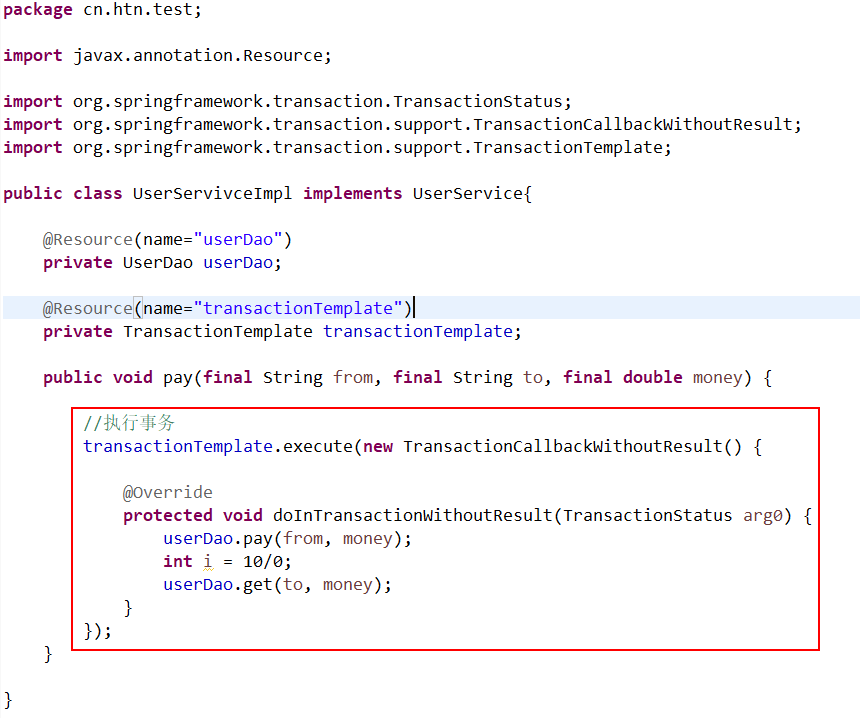 package cn.htn.test;
import javax.annotation.Resource;
import org.springframework.transaction.TransactionStatus;
import org.springframework.transaction.support.TransactionCallbackWithoutResult;
import org.springframework.transaction.support.TransactionTemplate;
public class UserServivceImpl implements UserService{
@Resource(name="userDao")
private UserDao userDao;
@Resource(name="transactionTemplate")
private TransactionTemplate transactionTemplate;
public void pay(final String from, final String to, final double money) {
//执行事务
transactionTemplate.execute(new TransactionCallbackWithoutResult() {
@Override
protected void doInTransactionWithoutResult(TransactionStatus arg0) {
userDao.pay(from, money);
int i = 10/0;
userDao.get(to, money);
}
});
}
}